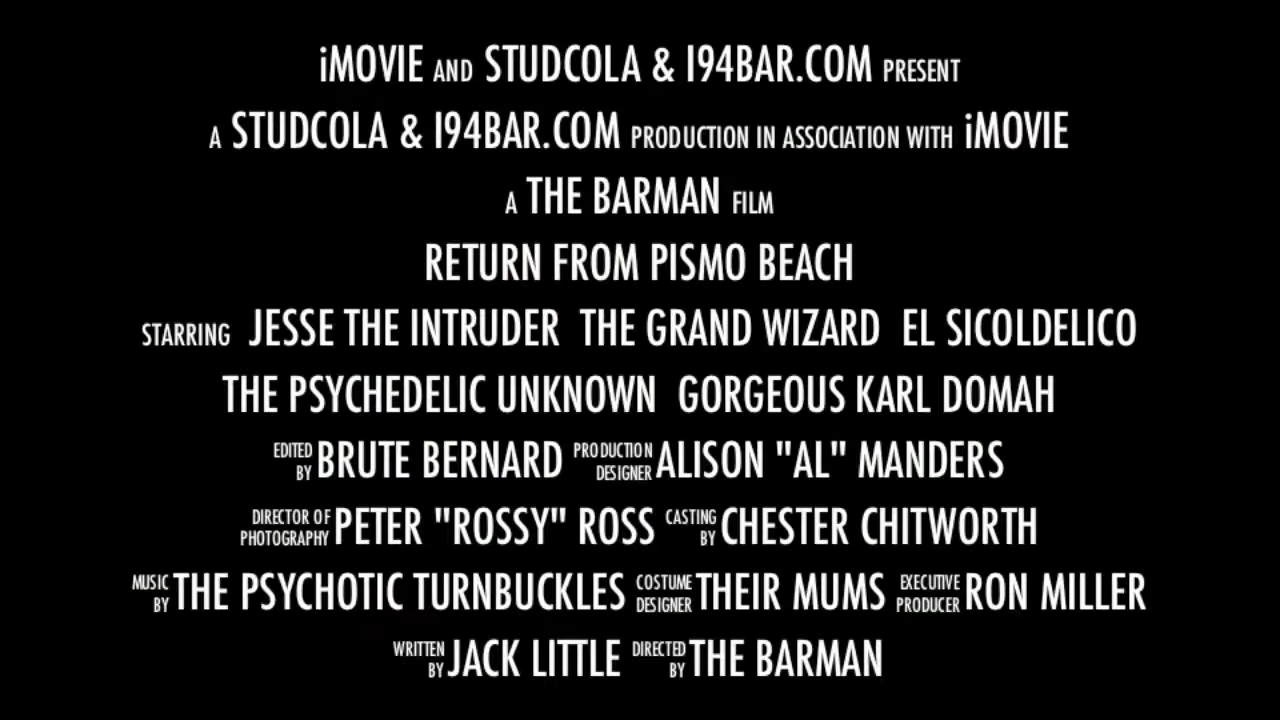 iMOVIE AND STUDCOLA & I94BAR.COM PRESENT
A STUDCOLA & I94BAR.COM PRODUCTION IN ASSOCIATION WITH iMOVIE
A THE BARMAN FILM
RETURN FROM PISMO BEACH
STARRING JESSE THE INTRUDER THE GRAND WIZARD EL SICOLDELICO
THE PSYCHEDELIC UNKNOWN GORGEOUS KARL DOMAH
EDITED BY BRUTE BERNARD PRODUCTION DESIGNER ALISON "AL" MANDERS
DIRECTOR OF PHOTOGRAPHY PETER "ROSSY" ROSS CASTING BY CHESTER CHITWORTH
MUSIC BY THE PSYCHOTIC TURNBUCKLES COSTUME DESIGNER THEIR MUMS EXECUTIVE PRODUCER RON MILLER
WRITTEN BY JACK LITTLE DIRECTED BY THE BARMAN